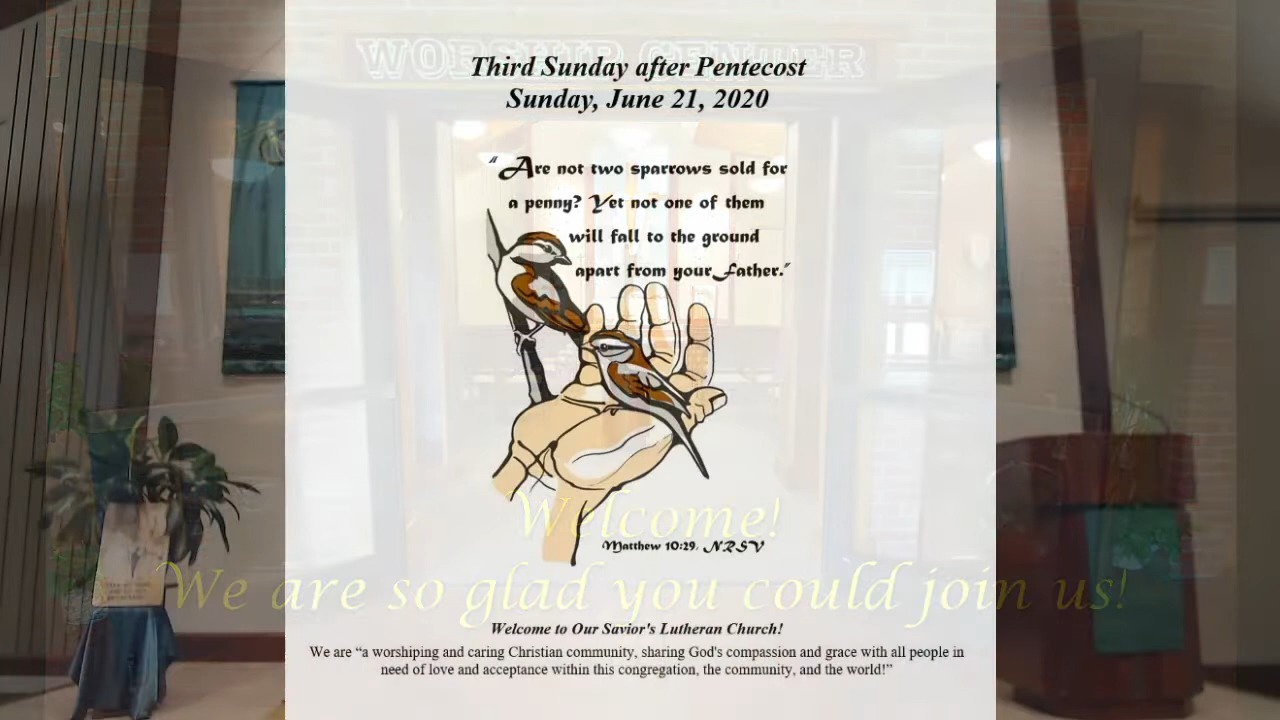 WORSHIP CENTER
Third Sunday after Pentecost
Sunday, June 21, 2020
"Are not two sparrows sold for
a penny? Yet not one of them
will fall to the ground
apart from your Father."
Welcome!
Matthew 10:29, NRSV
We are so glad you could join us!
Welcome to Our Savior's Lutheran Church!
We are “a worshiping and caring Christian community, sharing God's compassion and grace with all people in
need of love and acceptance within this congregation, the community, and the world!”